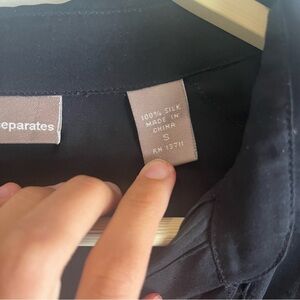 eparates
100% SILK
MADE IN
CHINA
S
RN 13711